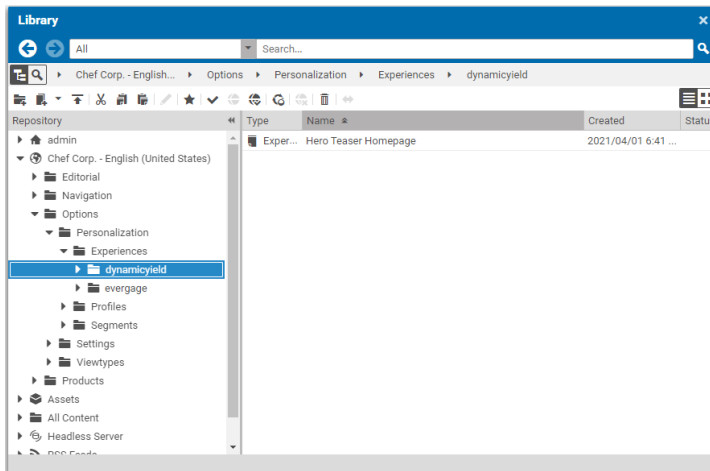 Library
All
Search...
Chef Corp. - English... Options Personalization Experiences dynamicyield
Repository
Type Name Created Statu
admin
Exper... Hero Teaser Homepage 2021/04/01 6:41 ...
Chef Corp. - English (United States)
Editorial
Navigation
Options
Personalization
Experiences
dynamicyield
evergage
Profiles
Segments
Settings
Viewtypes
Products
Assets
All Content
Headless Server
RSS Feeds